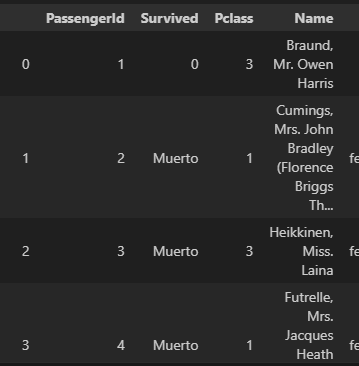 PassengerId Survived Pclass Name
0 1 0 3 Braund,
Mr. Owen
Harris
1 2 Muerto 1 Cumings,
Mrs. John
Bradley
(Florence
Briggs
Th... fe
2 3 Muerto 3 Heikkinen,
Miss.
Laina fe
3 4 Muerto 1 Futrelle,
Mrs.
Jacques
Heath fe